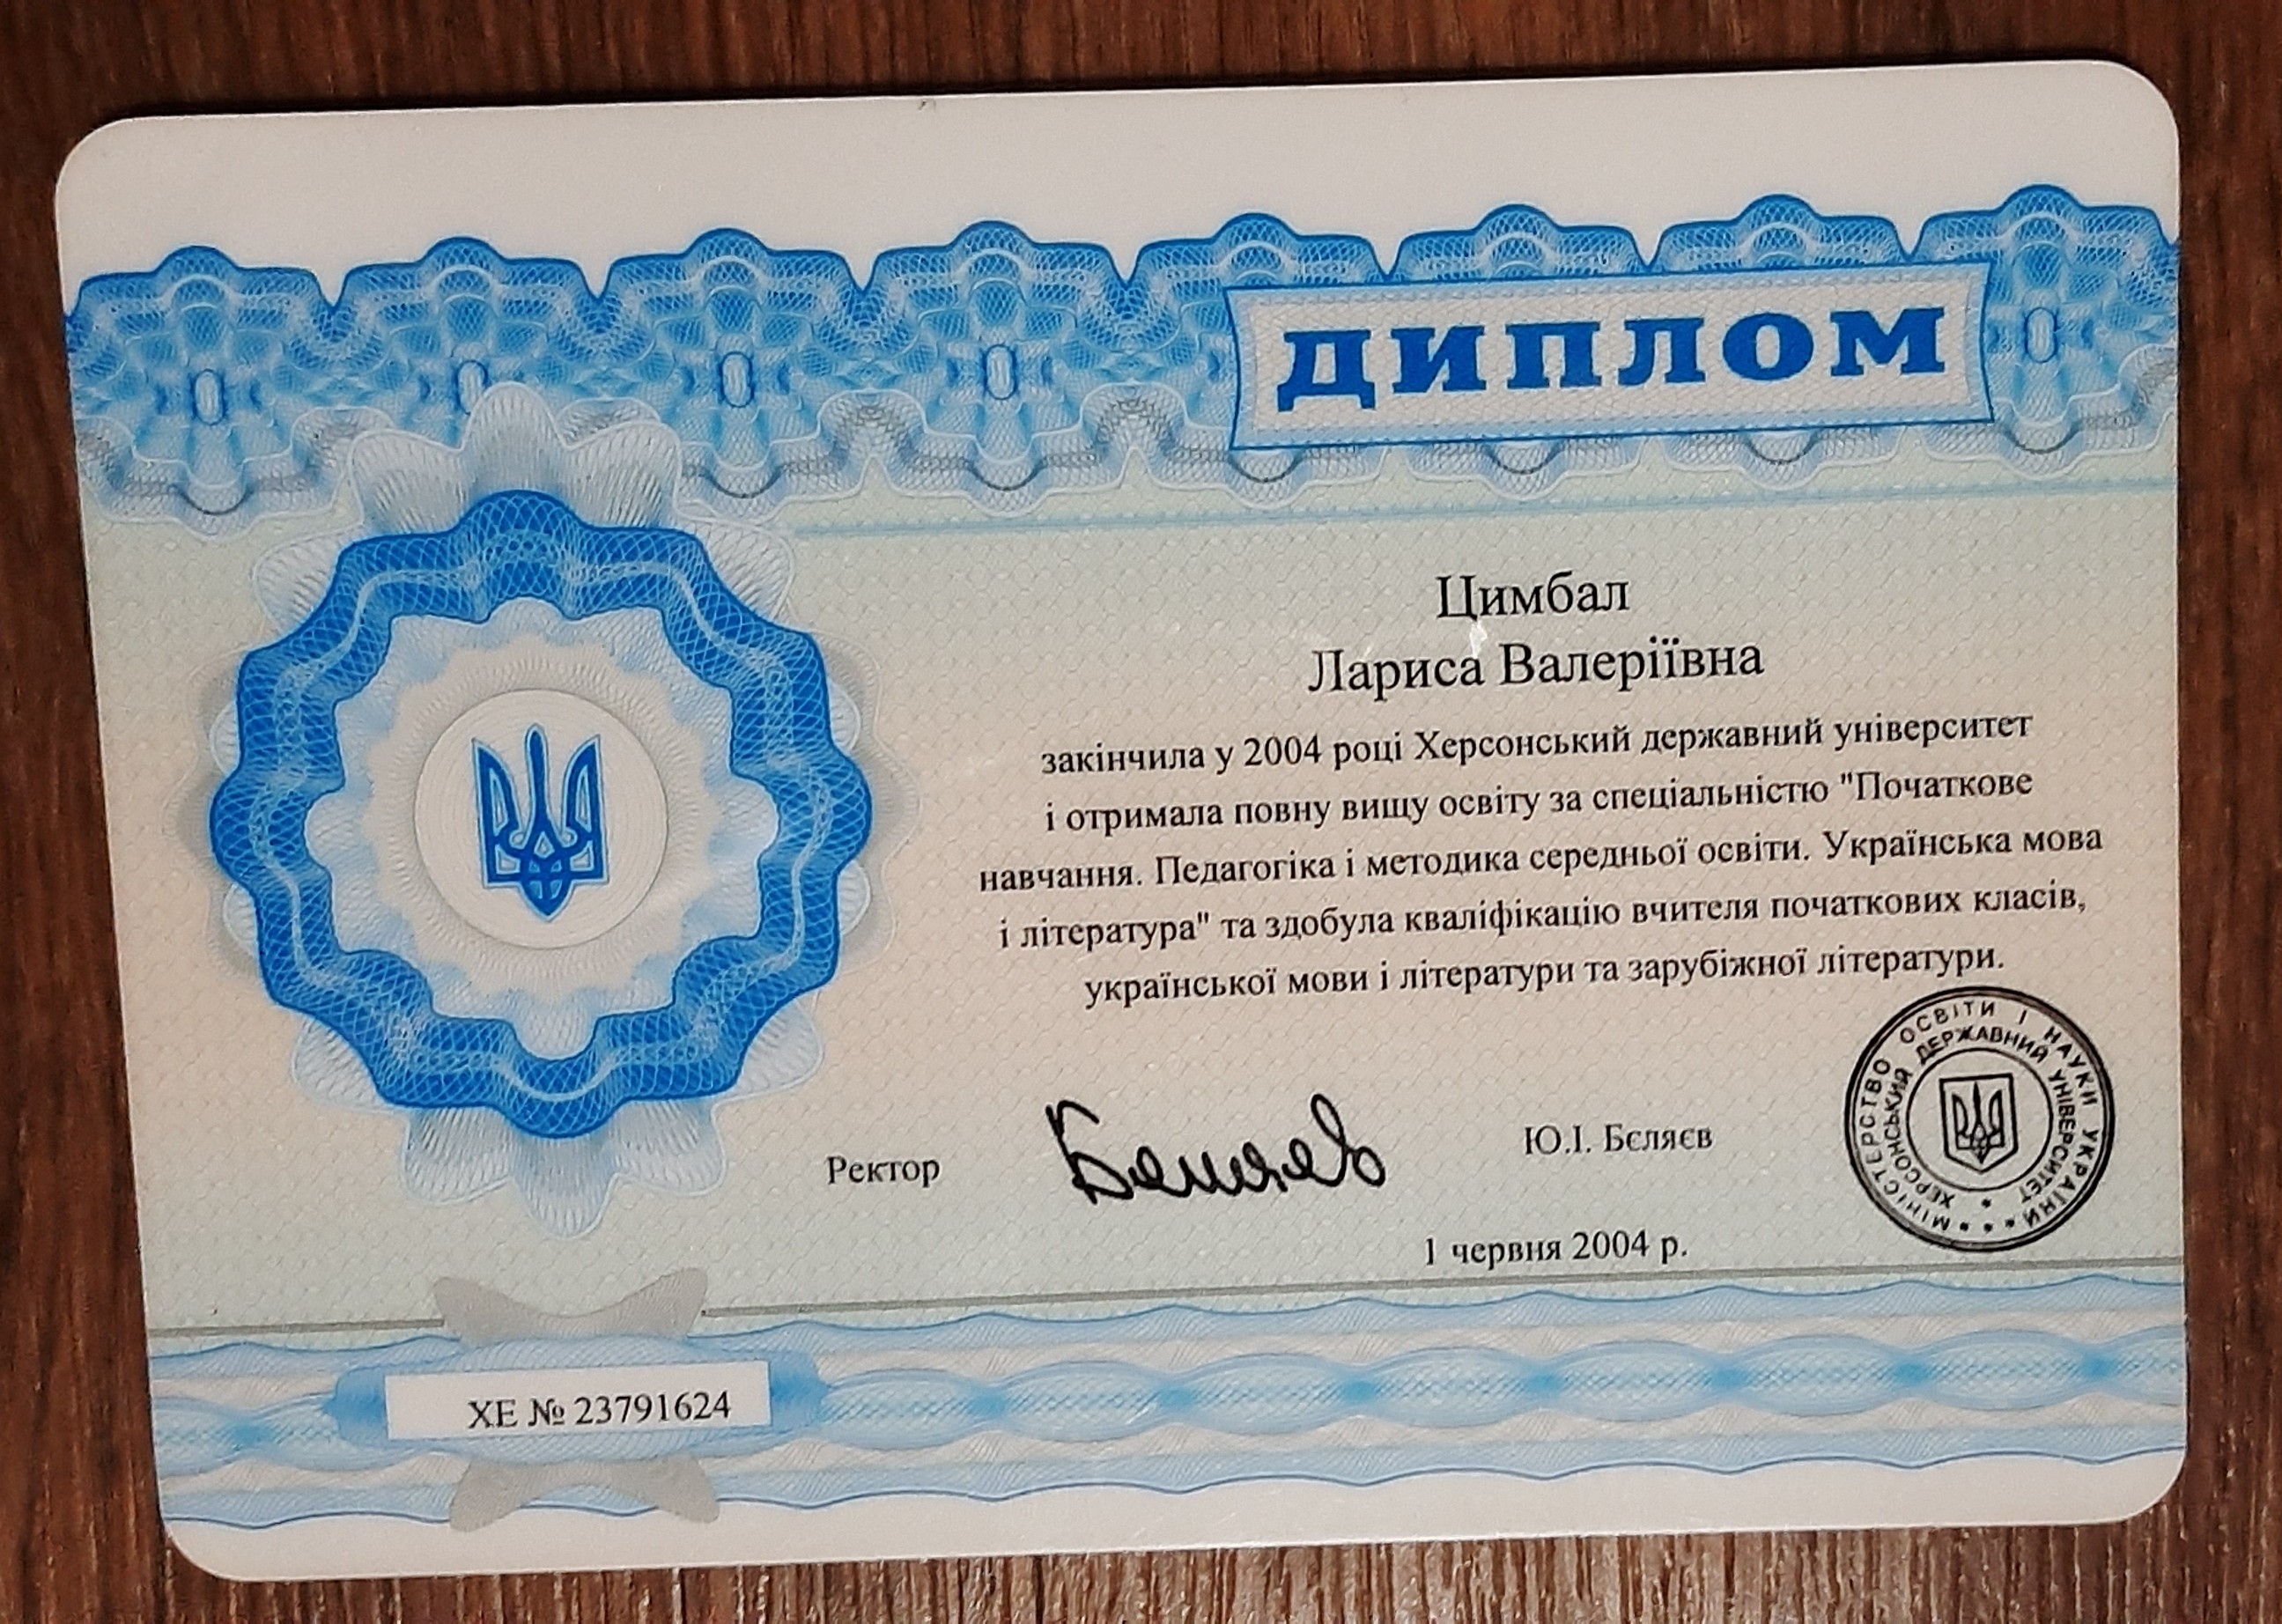 ДИПЛОМ
Цимбал
Лариса Валеріївна
закінчила у 2004 році Херсонський державний університет
і отримала повну вищу освіту за спеціальністю "Початкове
навчання. Педагогіка і методика середньої освіти. Українська мова
і література" та здобула кваліфікацію вчителя початкових класів,
української мови і літератури та зарубіжної літератури.
МІНІСТЕРСТВО ОСВІТИ І НАУКИ УКРАЇНИ
ХЕРСОНСЬКИЙ ДЕРЖАВНИЙ УНІВЕРСИТЕТ
Ректор Беляєв Ю.І. Бєляєв
1 червня 2004 р.
ХЕ № 23791624